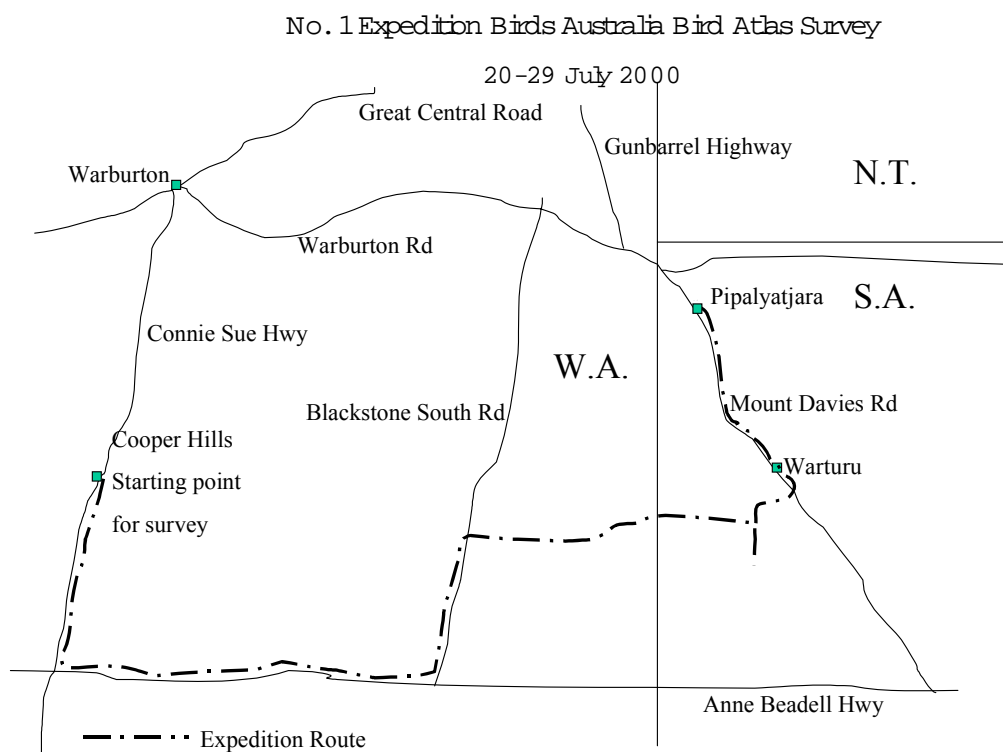 No. 1 Expedition Birds Australia Bird Atlas Survey
20-29 July 2000
Great Central Road
Gunbarrel Highway
Warburton
N.T.
Warburton Rd
Pipalyatjara
S.A.
Connie Sue Hwy
W.A.
Blackstone South Rd
Mount Davies Rd
Cooper Hills
Starting point
for survey
Warturu
Anne Beadell Hwy
Expedition Route